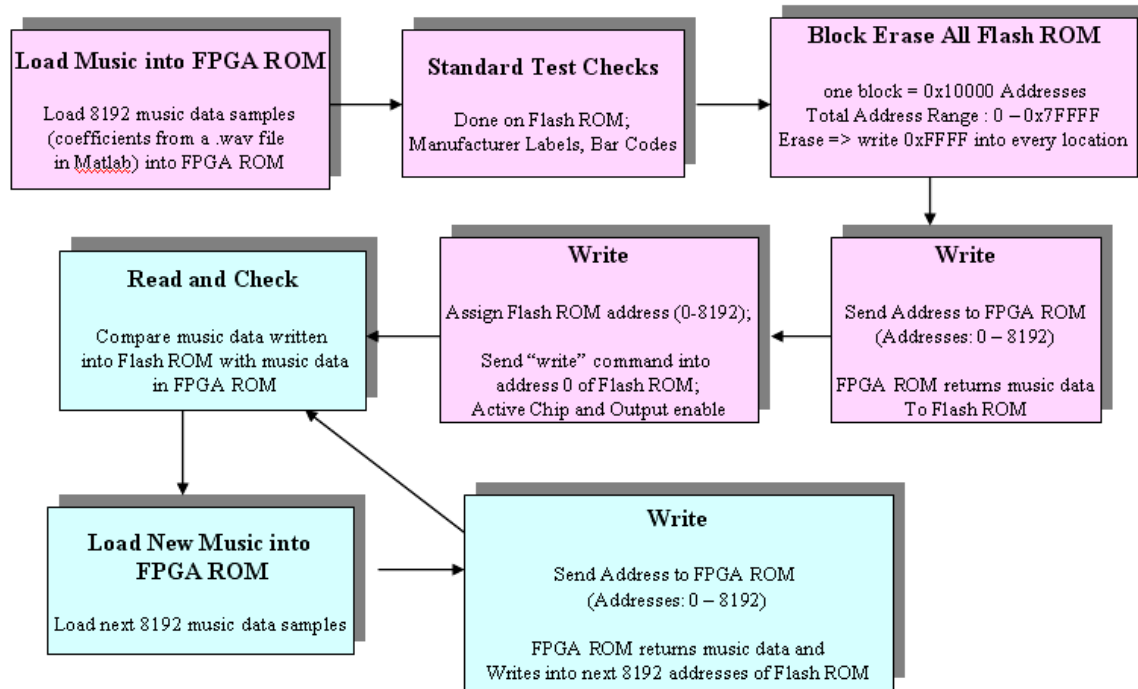 Load Music into FPGA ROM
Load 8192 music data samples
(coefficients from a .wav file
in Matlab) into FPGA ROM
Standard Test Checks
Done on Flash ROM;
Manufacturer Labels, Bar Codes
Block Erase All Flash ROM
one block = 0x10000 Addresses
Total Address Range : 0 – 0x7FFFF
Erase => write 0xFFFF into every location
Write
Send Address to FPGA ROM
(Addresses: 0 – 8192)
FPGA ROM returns music data
To Flash ROM
Write
Assign Flash ROM address (0-8192);
Send “write” command into
address 0 of Flash ROM;
Active Chip and Output enable
Read and Check
Compare music data written
into Flash ROM with music data
in FPGA ROM
Load New Music into
FPGA ROM
Load next 8192 music data samples
Write
Send Address to FPGA ROM
(Addresses: 0 – 8192)
FPGA ROM returns music data and
Writes into next 8192 addresses of Flash ROM